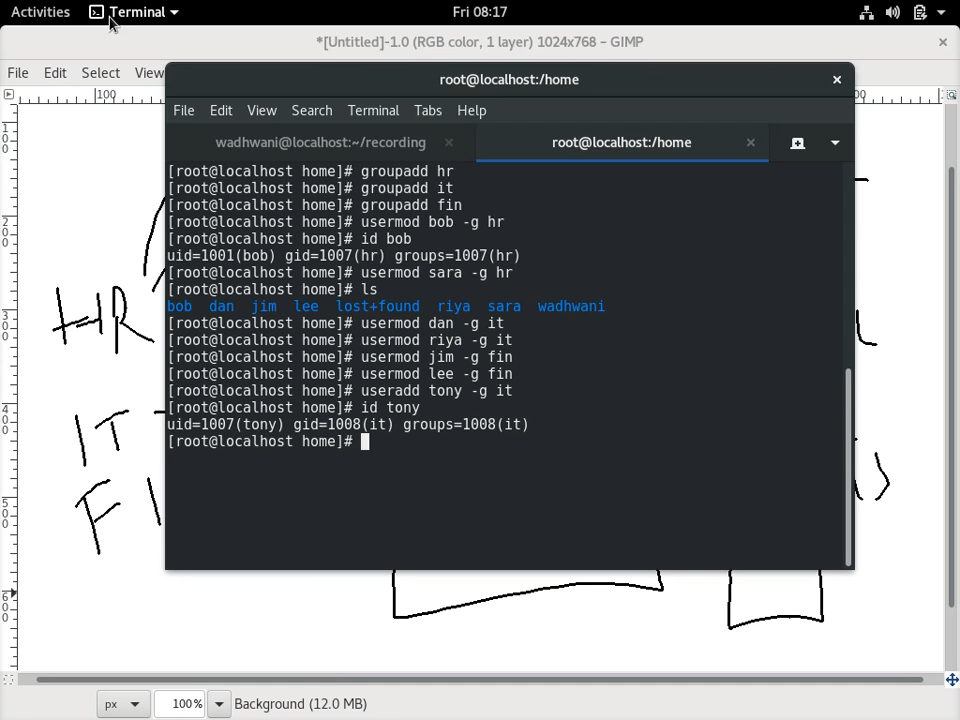 Activities Terminal Fri 08:17
*[Untitled]-1.0 (RGB color, 1 layer) 1024x768 – GIMP
File Edit Select View
root@localhost:/home
File Edit View Search Terminal Tabs Help
wadhwani@localhost:~/recording root@localhost:/home
[root@localhost home]# groupadd hr
[root@localhost home]# groupadd it
[root@localhost home]# groupadd fin
[root@localhost home]# usermod bob -g hr
[root@localhost home]# id bob
uid=1001(bob) gid=1007(hr) groups=1007(hr)
[root@localhost home]# usermod sara -g hr
[root@localhost home]# ls
bob dan jim lee lost+found riya sara wadhwani
[root@localhost home]# usermod dan -g it
[root@localhost home]# usermod riya -g it
[root@localhost home]# usermod jim -g fin
[root@localhost home]# usermod lee -g fin
[root@localhost home]# useradd tony -g it
[root@localhost home]# id tony
uid=1007(tony) gid=1008(it) groups=1008(it)
[root@localhost home]#
100
HR
IT
px 100% Background (12.0 MB)